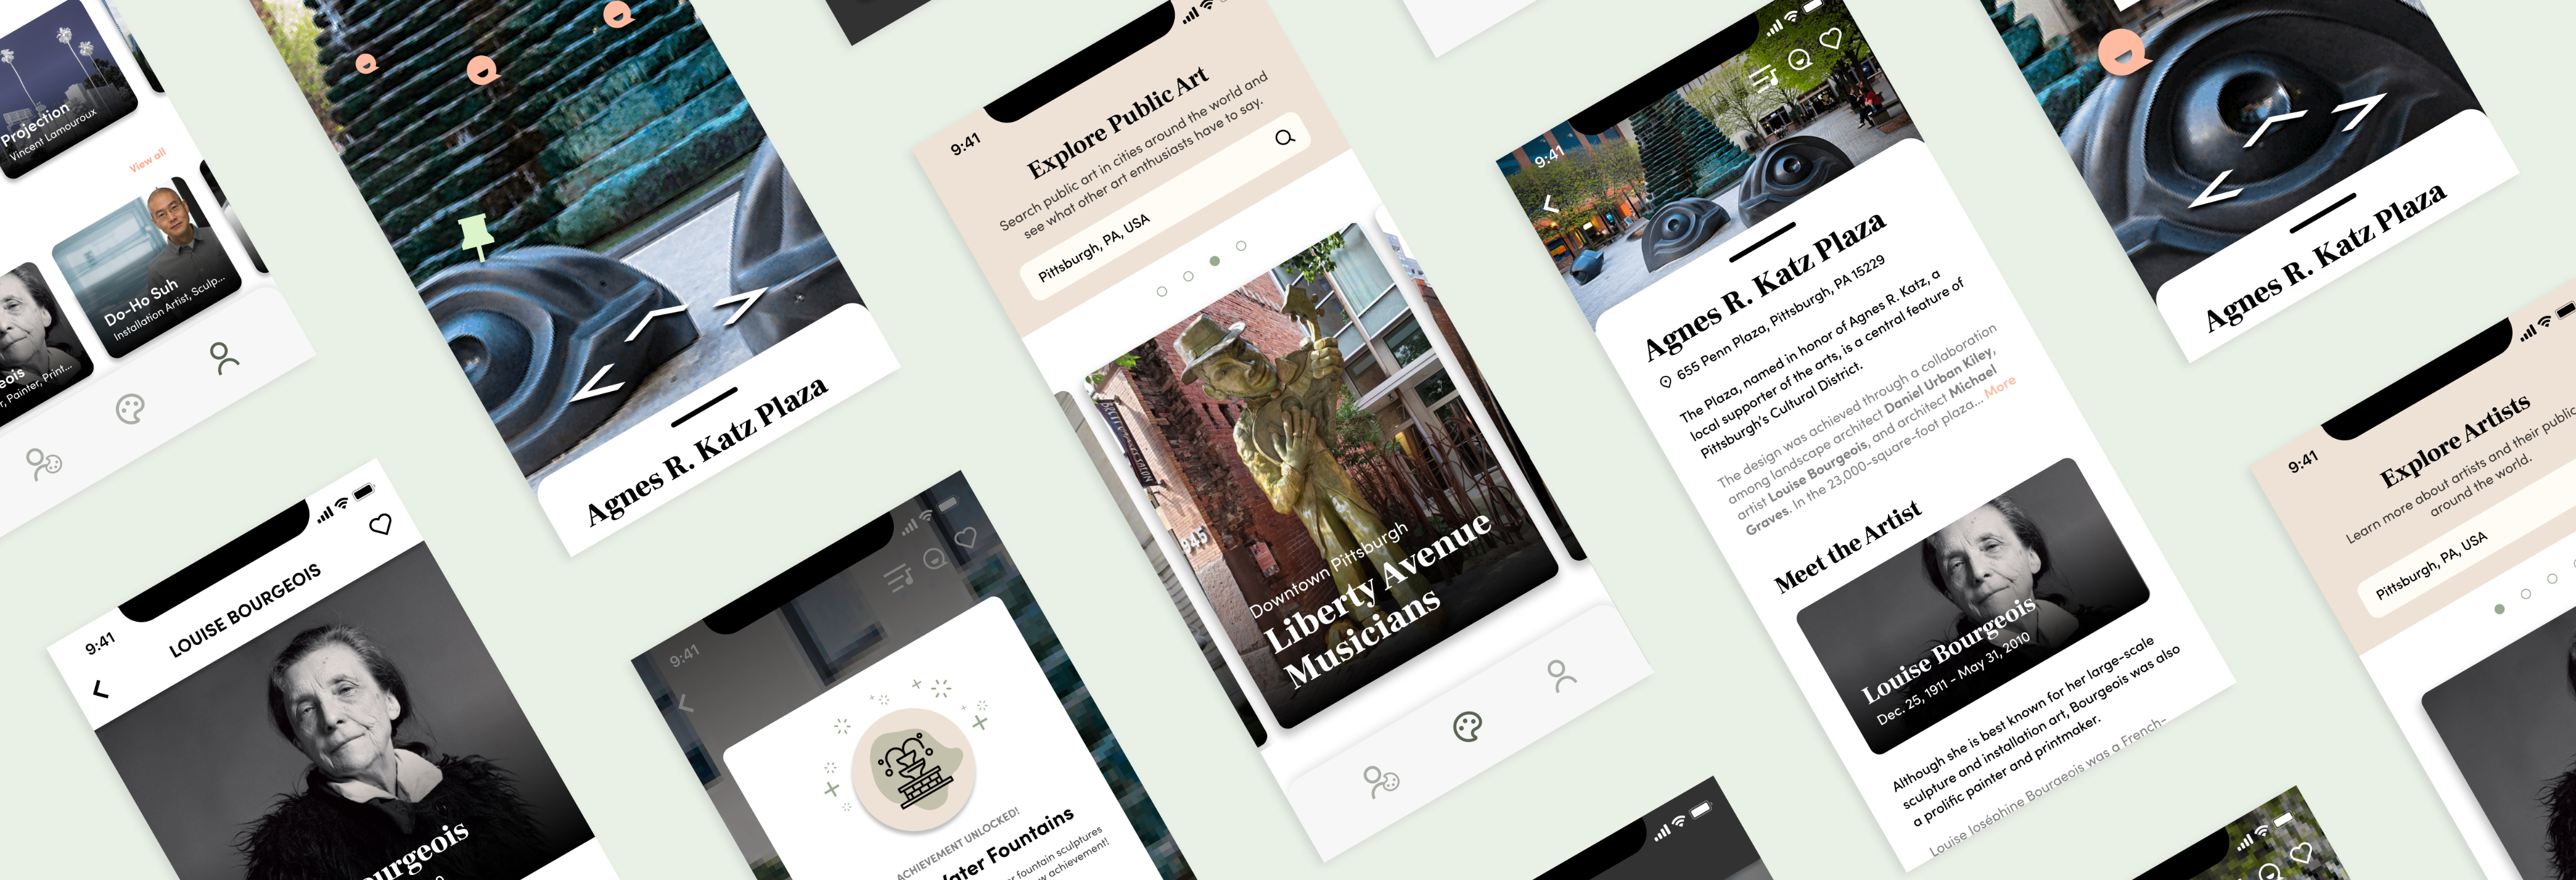 Projection
Vincent Lamouroux
View all
Do-Ho Suh
Installation Artist, Sculp...
eois
r, Painter, Print...
9:41
LOUISE BOURGEOIS
ourgeois
Agnes R. Katz Plaza
9:41
ACHIEVEMENT UNLOCKED!
Water Fountains
r fountain sculptures
w achievement!
9:41
Explore Public Art
Search public art in cities around the world and
see what other art enthusiasts have to say.
Pittsburgh, PA, USA
945
Downtown Pittsburgh
Liberty Avenue
Musicians
9:41
Agnes R. Katz Plaza
655 Penn Plaza, Pittsburgh, PA 15229
The Plaza, named in honor of Agnes R. Katz, a
local supporter of the arts, is a central feature of
Pittsburgh's Cultural District.
The design was achieved through a collaboration
among landscape architect Daniel Urban Kiley,
artist Louise Bourgeois, and architect Michael
Graves. In the 23,000-square-foot plaza... More
Meet the Artist
Louise Bourgeois
Dec. 25, 1911 - May 31, 2010
Although she is best known for her large-scale
sculpture and installation art, Bourgeois was also
a prolific painter and printmaker.
Louise Joséphine Bourgeois was a French-
Agnes R. Katz Plaza
9:41
Explore Artists
Learn more about artists and their public
around the world.
Pittsburgh, PA, USA